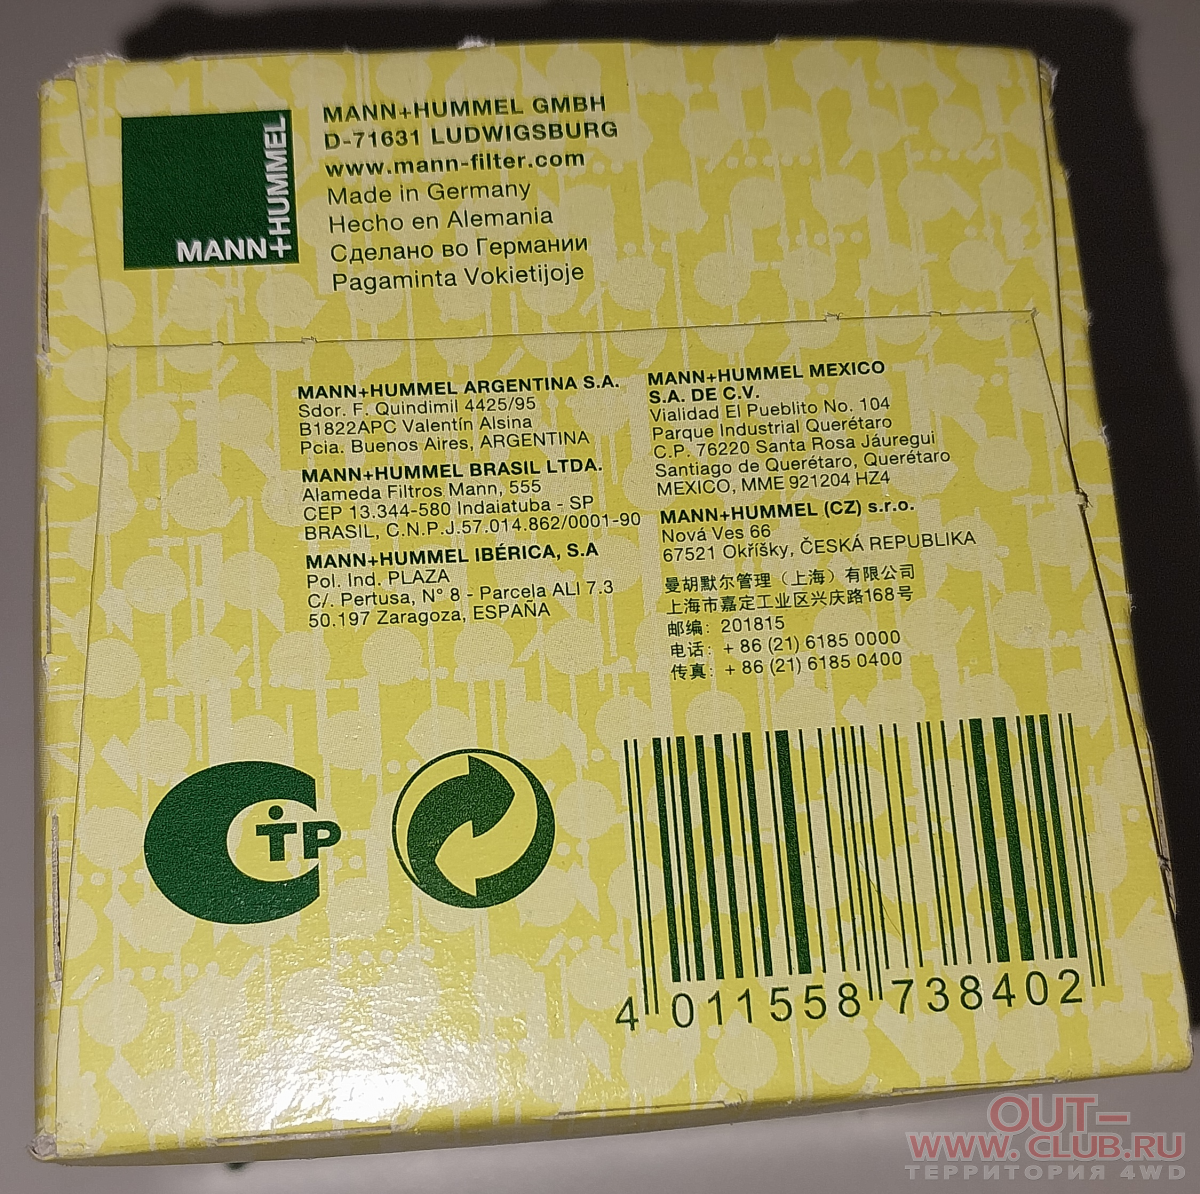 MANN+HUMMEL
MANN+HUMMEL GMBH
D-71631 LUDWIGSBURG
www.mann-filter.com
Made in Germany
Hecho en Alemania
Сделано во Германии
Pagaminta Vokietijoje
MANN+HUMMEL ARGENTINA S.A.
Sdor. F. Quindimil 4425/95
B1822APC Valentín Alsina
Pcia. Buenos Aires, ARGENTINA
MANN+HUMMEL BRASIL LTDA.
Alameda Filtros Mann, 555
CEP 13.344-580 Indaiatuba - SP
BRASIL, C.N.P.J.57.014.862/0001-90
MANN+HUMMEL IBÉRICA, S.A
Pol. Ind. PLAZA
C/. Pertusa, N° 8 - Parcela ALI 7.3
50.197 Zaragoza, ESPAÑA
MANN+HUMMEL MEXICO
S.A. DE C.V.
Vialidad El Pueblito No. 104
Parque Industrial Querétaro
C.P. 76220 Santa Rosa Jáuregui
Santiago de Querétaro, Querétaro
MEXICO, MME 921204 HZ4
MANN+HUMMEL (CZ) s.r.o.
Nová Ves 66
67521 Okříšky, ČESKÁ REPUBLIKA
曼胡默尔管理（上海）有限公司
上海市嘉定工业区兴庆路168号
邮编: 201815
电话: + 86 (21) 6185 0000
传真: + 86 (21) 6185 0400
4 011558 738402
OUT-
WWW.CLUB.RU
ТЕРРИТОРИЯ 4WD